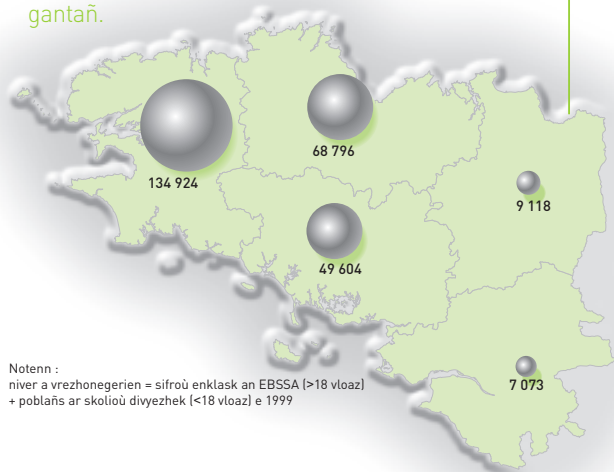 gantañ.
68 796
134 924
9 118
49 604
Notenn :
niver a vrezhonegerien = sifroù enklask an EBSSA (>18 vloaz)
+ poblañs ar skolioù divyezhek (<18 vloaz) e 1999
7 073